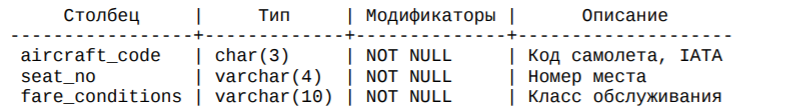 Столбец | Тип | Модификаторы | Описание
-----------------+-------------+--------------+--------------------
aircraft_code | char(3) | NOT NULL | Код самолета, IATA
seat_no | varchar(4) | NOT NULL | Номер места
fare_conditions | varchar(10) | NOT NULL | Класс обслуживания